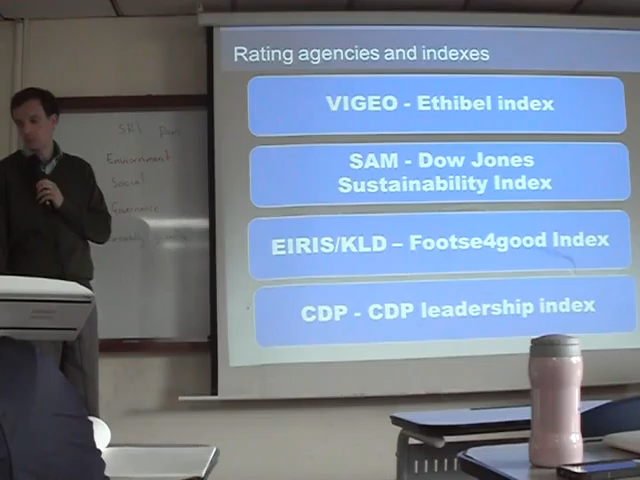 Rating agencies and indexes
VIGEO - Ethibel index
SAM - Dow Jones
Sustainability Index
EIRIS/KLD – Footse4good Index
CDP - CDP leadership index
SRI
Environment
Social
Governance